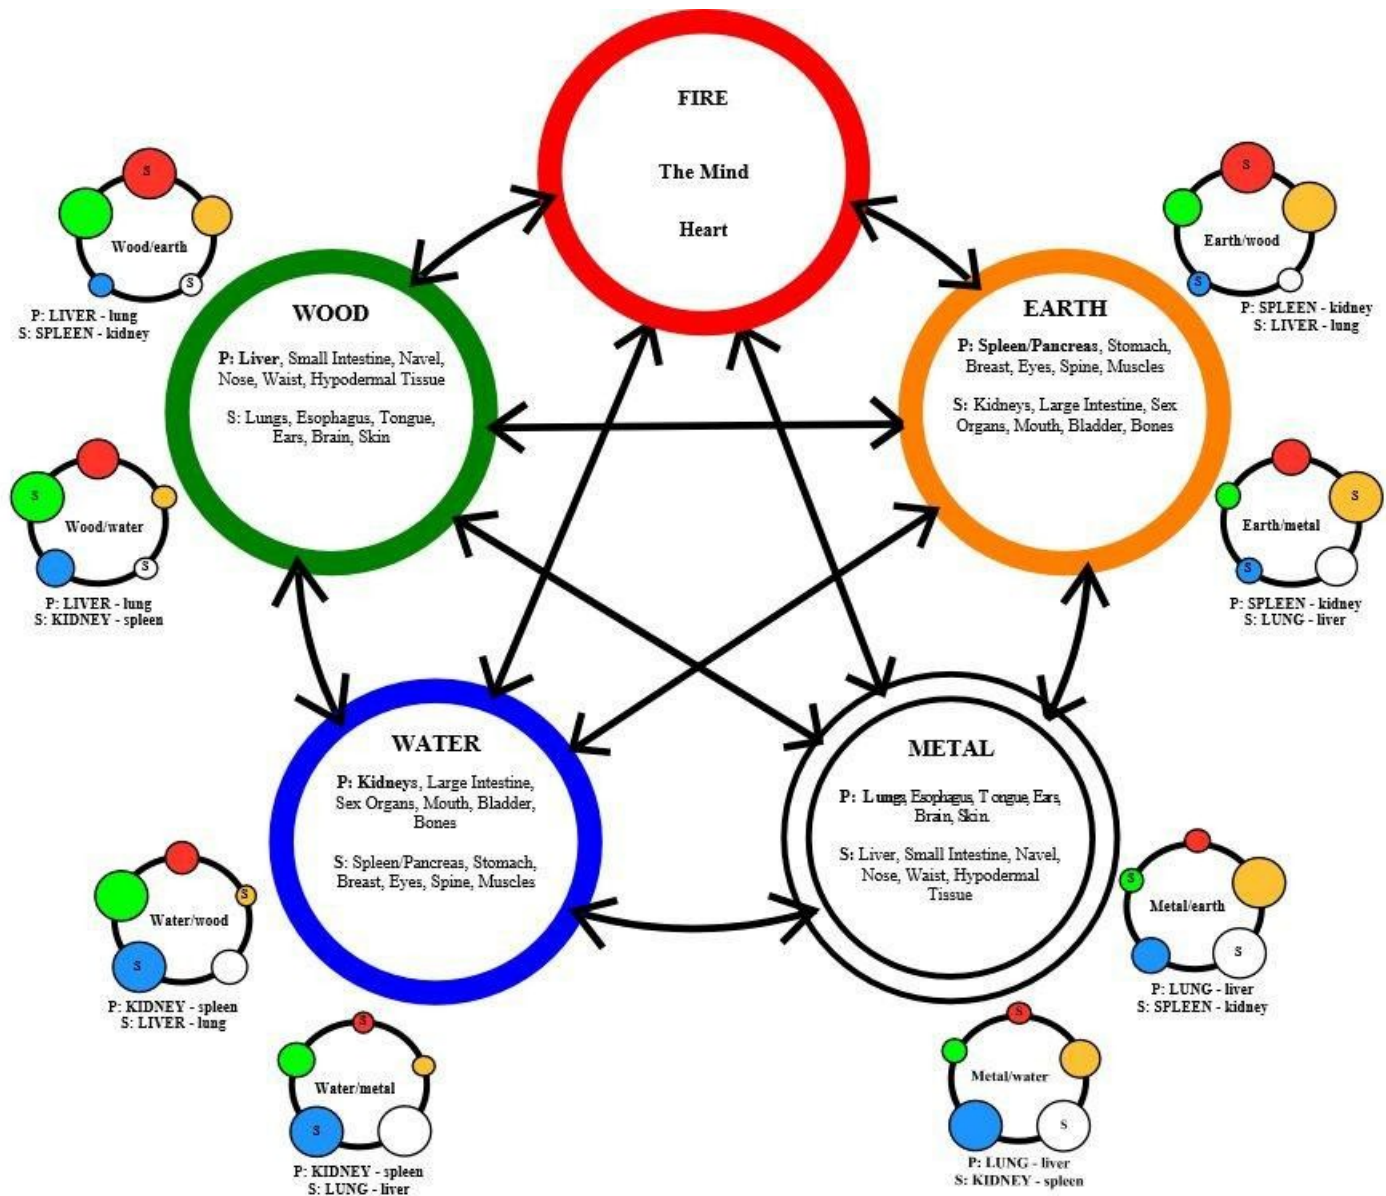 FIRE
The Mind
Heart
WOOD
P: Liver, Small Intestine, Navel,
Nose, Waist, Hypodermal Tissue
S: Lungs, Esophagus, Tongue,
Ears, Brain, Skin
EARTH
P: Spleen/Pancreas, Stomach,
Breast, Eyes, Spine, Muscles
S: Kidneys, Large Intestine, Sex
Organs, Mouth, Bladder, Bones
WATER
P: Kidneys, Large Intestine,
Sex Organs, Mouth, Bladder,
Bones
S: Spleen/Pancreas, Stomach,
Breast, Eyes, Spine, Muscles
METAL
P: Lungs, Esophagus, Tongue, Ears,
Brain, Skin.
S: Liver, Small Intestine, Navel,
Nose, Waist, Hypodermal
Tissue
S
Wood/earth
S
P: LIVER - lung
S: SPLEEN - kidney
S
Wood/water
S
P: LIVER - lung
S: KIDNEY - spleen
S
Water/wood
S
P: KIDNEY - spleen
S: LIVER - lung
S
Water/metal
S
P: KIDNEY - spleen
S: LUNG - liver
S
Earth/wood
S
P: SPLEEN - kidney
S: LIVER - lung
S
Earth/metal
S
P: SPLEEN - kidney
S: LUNG - liver
S
Metal/earth
S
P: LUNG - liver
S: SPLEEN - kidney
S
Metal/water
S
P: LUNG - liver
S: KIDNEY - spleen